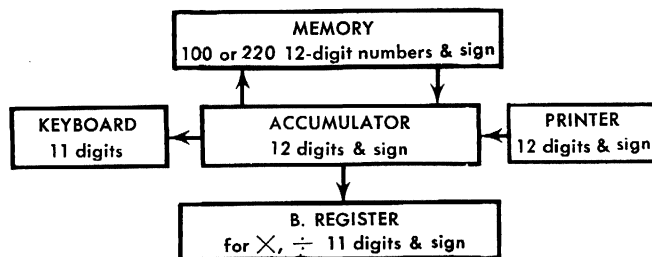 MEMORY
100 or 220 12-digit numbers & sign
KEYBOARD
11 digits
ACCUMULATOR
12 digits & sign
PRINTER
12 digits & sign
B. REGISTER
for ×, ÷ 11 digits & sign